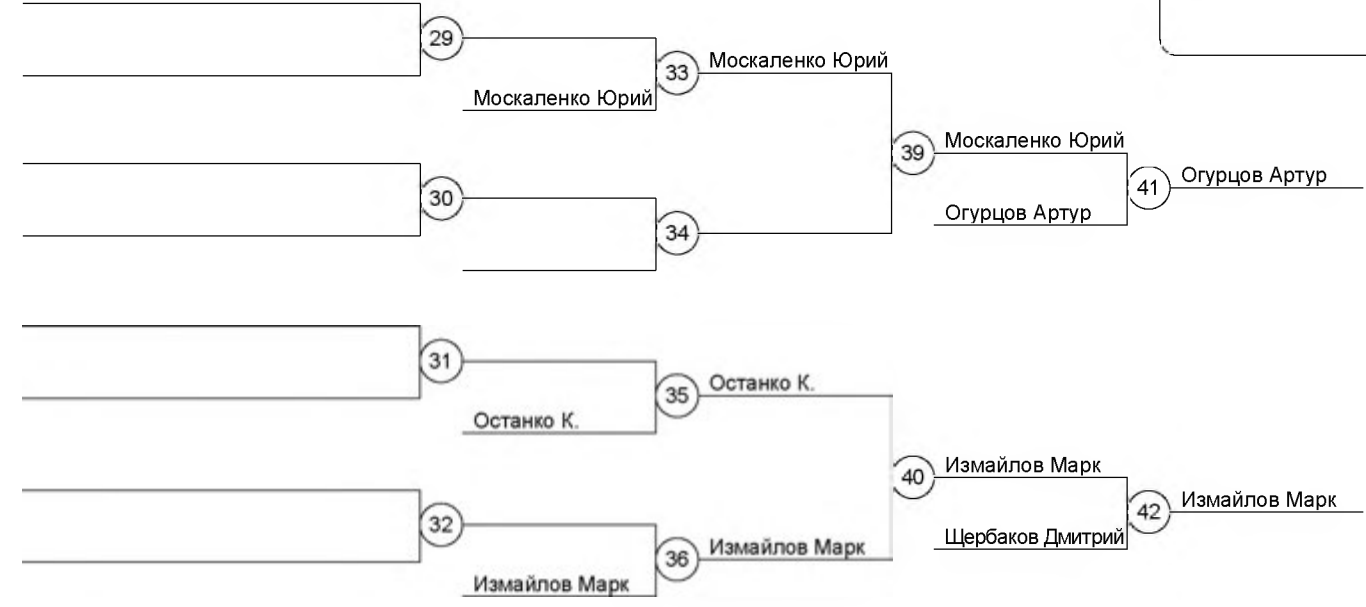 29
33
Москаленко Юрий
Москаленко Юрий
39
Москаленко Юрий
41
Огурцов Артур
30
34
Огурцов Артур
31
35
Останко К.
Останко К.
40
Измайлов Марк
42
Измайлов Марк
32
36
Измайлов Марк
Щербаков Дмитрий
Измайлов Марк